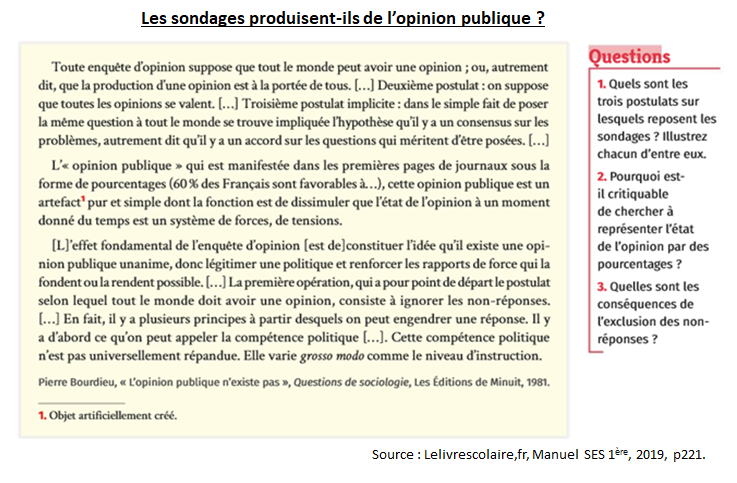 Les sondages produisent-ils de l’opinion publique ?
Toute enquête d’opinion suppose que tout le monde peut avoir une opinion ; ou, autrement
dit, que la production d’une opinion est à la portée de tous. […] Deuxième postulat : on suppose
que toutes les opinions se valent. […] Troisième postulat implicite : dans le simple fait de poser
la même question à tout le monde se trouve impliquée l’hypothèse qu’il y a un consensus sur les
problèmes, autrement dit qu’il y a un accord sur les questions qui méritent d’être posées. […]
L’« opinion publique » qui est manifestée dans les premières pages de journaux sous la
forme de pourcentages (60 % des Français sont favorables à…), cette opinion publique est un
artefact¹ pur et simple dont la fonction est de dissimuler que l’état de l’opinion à un moment
donné du temps est un système de forces, de tensions.
[L]’effet fondamental de l’enquête d’opinion [est de]constituer l’idée qu’il existe une opi-
nion publique unanime, donc légitimer une politique et renforcer les rapports de force qui la
fondent ou la rendent possible. […] La première opération, qui a pour point de départ le postulat
selon lequel tout le monde doit avoir une opinion, consiste à ignorer les non-réponses.
[…] En fait, il y a plusieurs principes à partir desquels on peut engendrer une réponse. Il y
a d’abord ce qu’on peut appeler la compétence politique […]. Cette compétence politique
n’est pas universellement répandue. Elle varie grosso modo comme le niveau d’instruction.
Pierre Bourdieu, « L’opinion publique n’existe pas », Questions de sociologie, Les Éditions de Minuit, 1981.
1. Objet artificiellement créé.
Questions
1. Quels sont les
trois postulats sur
lesquels reposent les
sondages ? Illustrez
chacun d’entre eux.
2. Pourquoi est-
il critiquable
de chercher à
représenter l’état
de l’opinion par des
pourcentages ?
3. Quelles sont les
conséquences de
l’exclusion des non-
réponses ?
Source : Lelivrescolaire,fr, Manuel SES 1ère, 2019, p221.